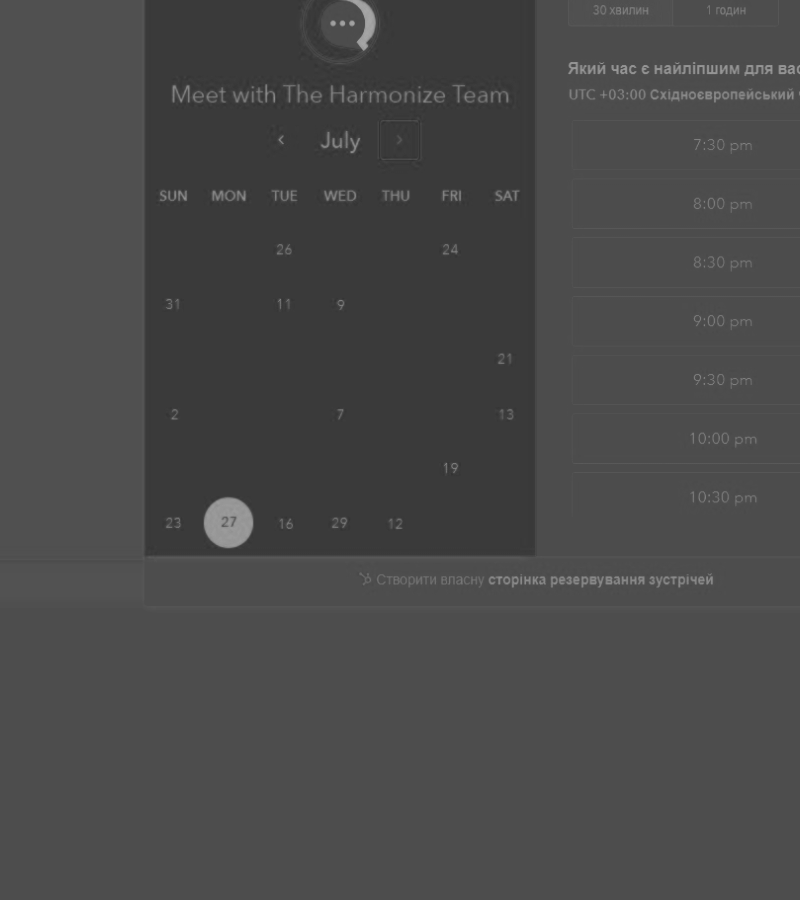 Meet with The Harmonize Team
‹ July ›
SUN MON TUE WED THU FRI SAT
26 24
31 11 9
21
2 7 13
19
23 27 16 29 12
30 хвилин 1 годин
Який час є найліпшим для
UTC +03:00 Східноєвропейський
7:30 pm
8:00 pm
8:30 pm
9:00 pm
9:30 pm
10:00 pm
10:30 pm
Створити власну сторінка резервування зустрічей